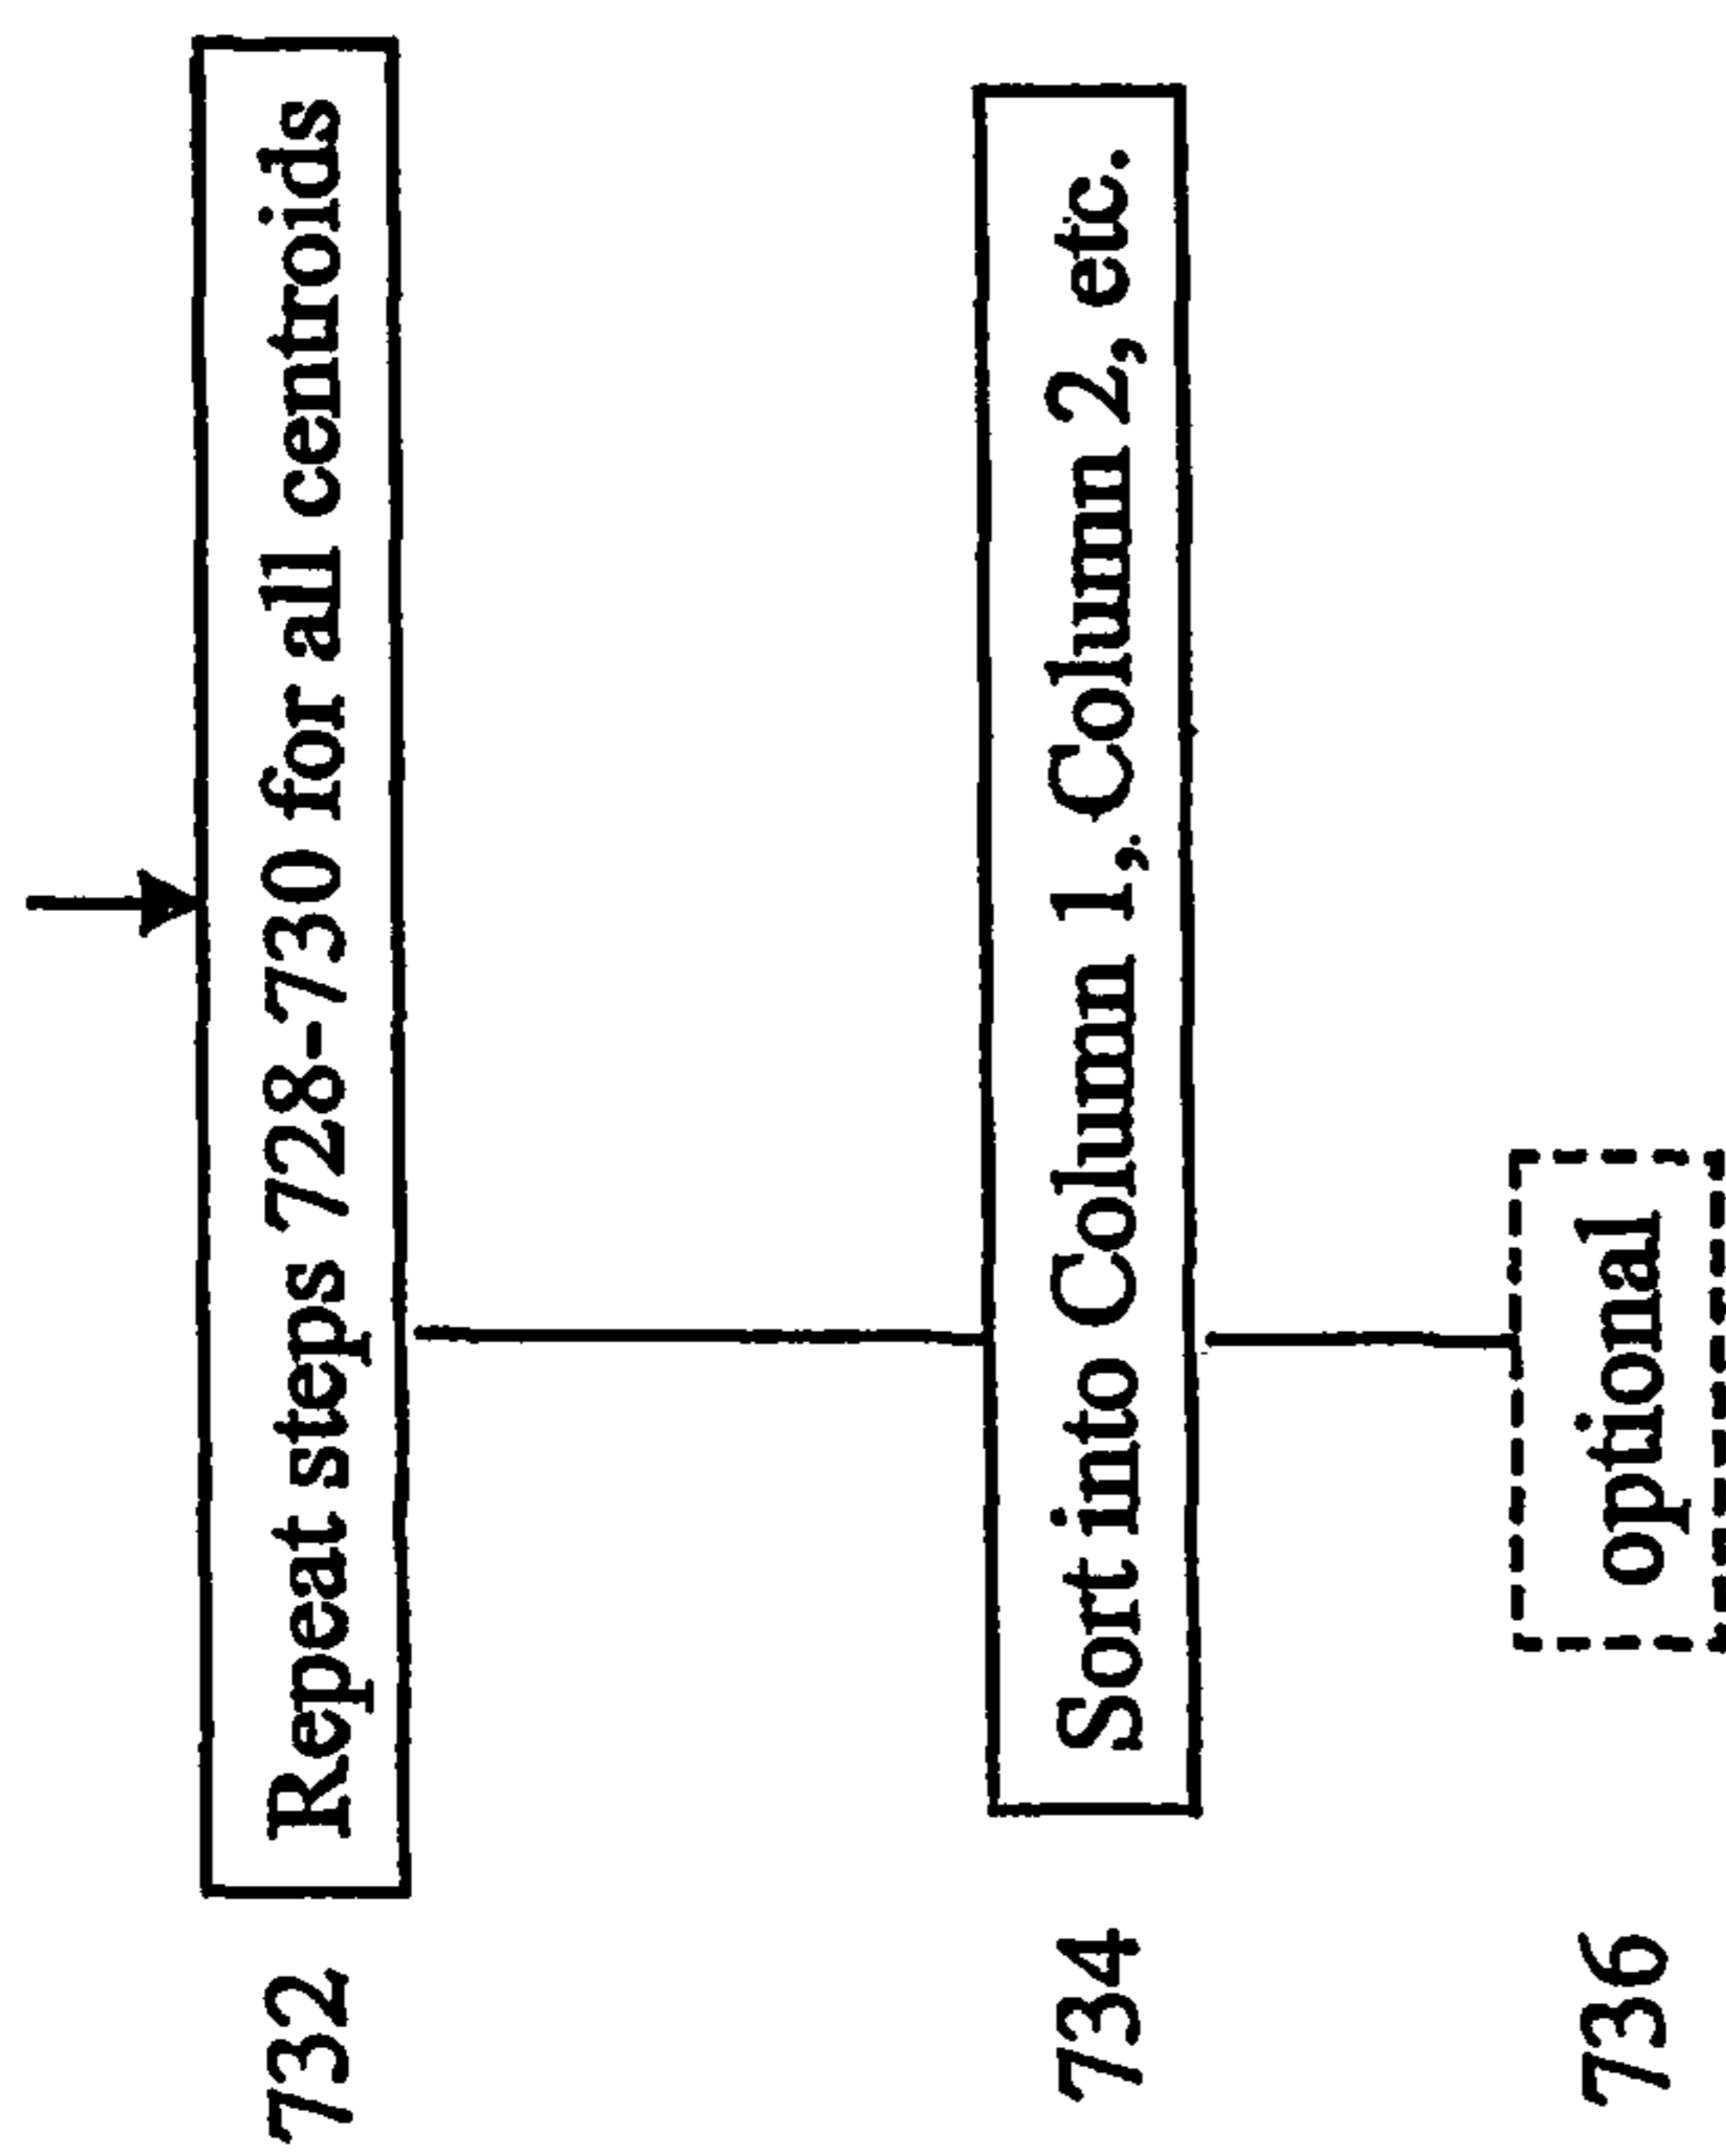 732 Repeat steps 728-730 for all centroids
734 Sort into Column 1, Column 2, etc.
736 optional